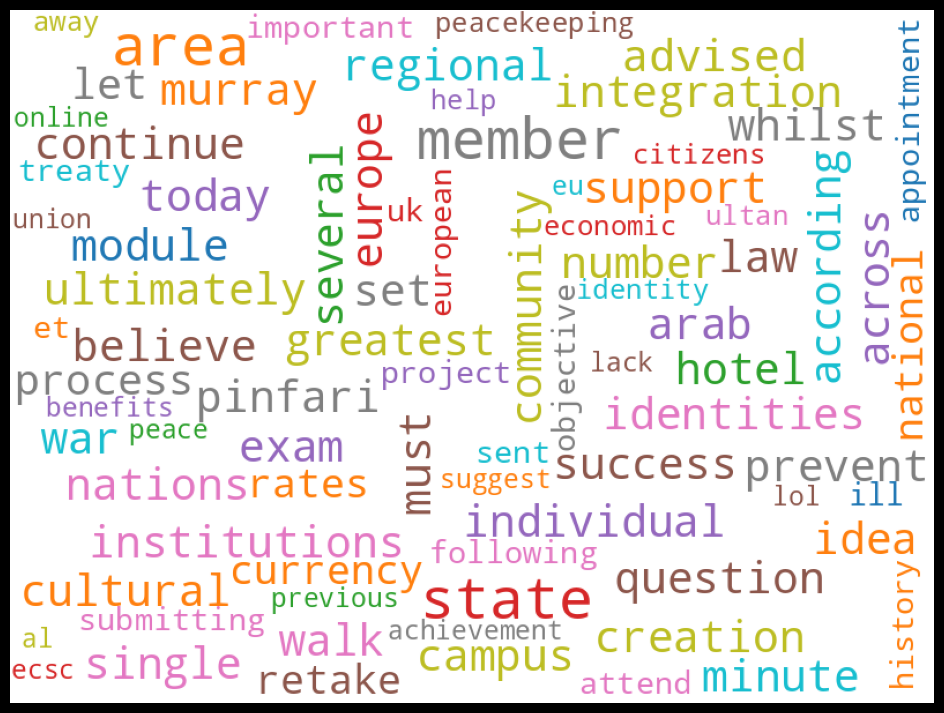 away
important
peacekeeping
area
regional
advised
appointment
let
murray
help
integration
online
continue
member
whilst
treaty
several
europe
citizens
today
uk
european
eu
support
according
union
module
community
economic
ultan
across
ultimately
set
number
law
national
et
believe
greatest
objective
identity
arab
process
pinfari
project
lack
hotel
benefits
identities
war
peace
exam
must
sent
success
prevent
nations
rates
suggest
lol
ill
individual
institutions
following
idea
cultural
currency
previous
state
question
history
submitting
al
walk
achievement
creation
ecsc
single
retake
campus
attend
minute